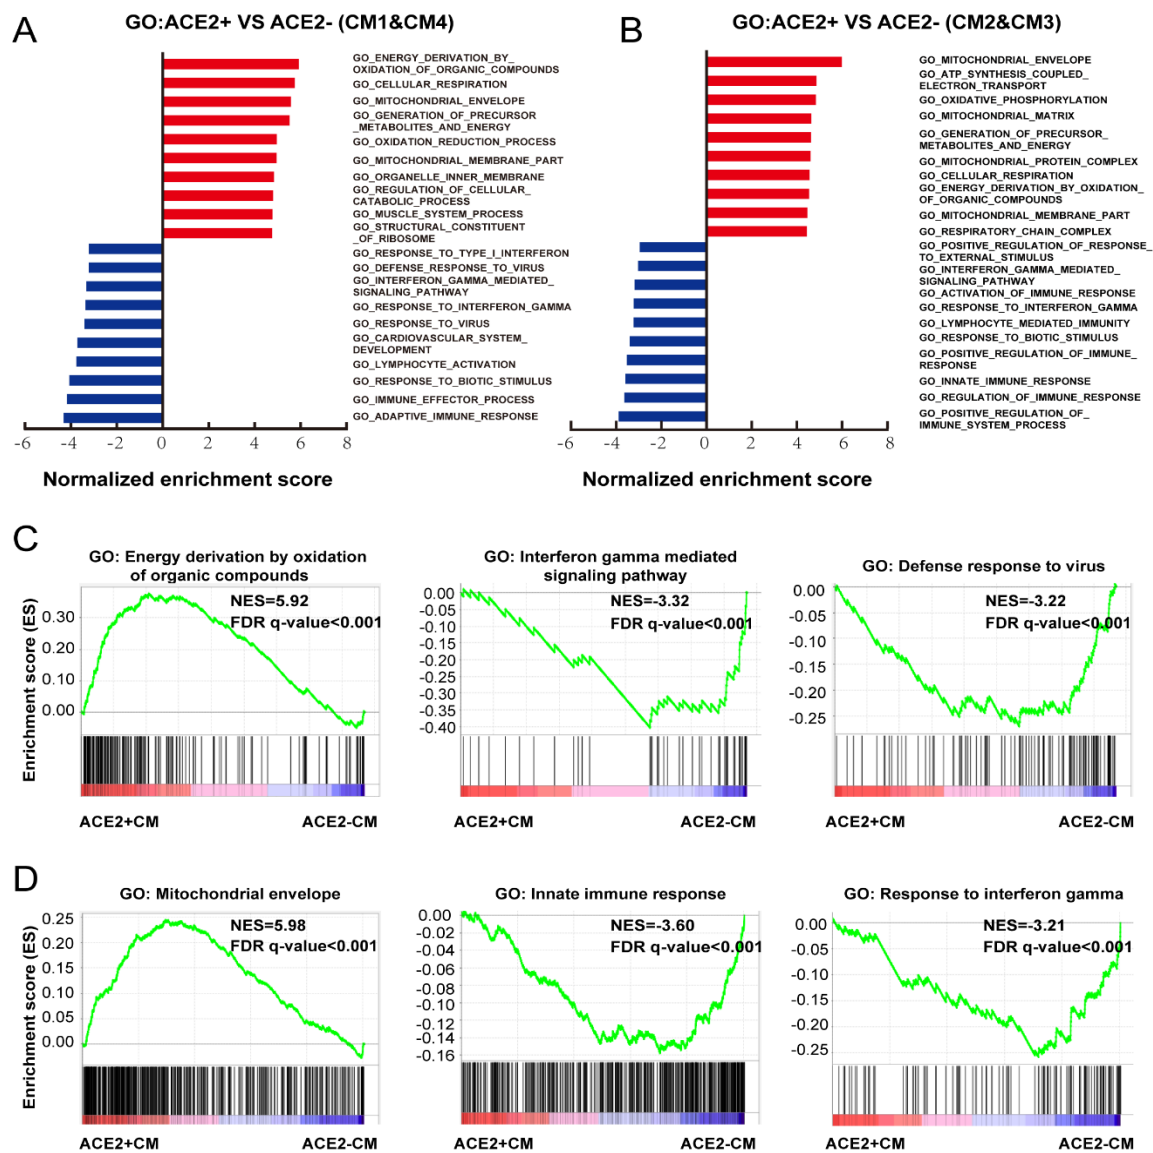 A
GO:ACE2+ VS ACE2- (CM1&CM4)
GO_ENERGY_DERIVATION_BY_
OXIDATION_OF_ORGANIC_COMPOUNDS
GO_CELLULAR_RESPIRATION
GO_MITOCHONDRIAL_ENVELOPE
GO_GENERATION_OF_PRECURSOR
_METABOLITES_AND_ENERGY
GO_OXIDATION_REDUCTION_PROCESS
GO_MITOCHONDRIAL_MEMBRANE_PART
GO_ORGANELLE_INNER_MEMBRANE
GO_REGULATION_OF_CELLULAR_
CATABOLIC_PROCESS
GO_MUSCLE_SYSTEM_PROCESS
GO_STRUCTURAL_CONSTITUENT
_OF_RIBOSOME
GO_RESPONSE_TO_TYPE_I_INTERFERON
GO_DEFENSE_RESPONSE_TO_VIRUS
GO_INTERFERON_GAMMA_MEDIATED_
SIGNALING_PATHWAY
GO_RESPONSE_TO_INTERFERON_GAMMA
GO_RESPONSE_TO_VIRUS
GO_CARDIOVASCULAR_SYSTEM_
DEVELOPMENT
GO_LYMPHOCYTE_ACTIVATION
GO_RESPONSE_TO_BIOTIC_STIMULUS
GO_IMMUNE_EFFECTOR_PROCESS
GO_ADAPTIVE_IMMUNE_RESPONSE
-6 -4 -2 0 2 4 6 8
Normalized enrichment score
B
GO:ACE2+ VS ACE2- (CM2&CM3)
GO_MITOCHONDRIAL_ENVELOPE
GO_ATP_SYNTHESIS_COUPLED_
ELECTRON_TRANSPORT
GO_OXIDATIVE_PHOSPHORYLATION
GO_MITOCHONDRIAL_MATRIX
GO_GENERATION_OF_PRECURSOR_
METABOLITES_AND_ENERGY
GO_MITOCHONDRIAL_PROTEIN_COMPLEX
GO_CELLULAR_RESPIRATION
GO_ENERGY_DERIVATION_BY_OXIDATION_
OF_ORGANIC_COMPOUNDS
GO_MITOCHONDRIAL_MEMBRANE_PART
GO_RESPIRATORY_CHAIN_COMPLEX
GO_POSITIVE_REGULATION_OF_RESPONSE_
_TO_EXTERNAL_STIMULUS
GO_INTERFERON_GAMMA_MEDIATED_
SIGNALING_PATHWAY
GO_ACTIVATION_OF_IMMUNE_RESPONSE
GO_RESPONSE_TO_INTERFERON_GAMMA
GO_LYMPHOCYTE_MEDIATED_IMMUNITY
GO_RESPONSE_TO_BIOTIC_STIMULUS
GO_POSITIVE_REGULATION_OF_IMMUNE_
RESPONSE
GO_INNATE_IMMUNE_RESPONSE
GO_REGULATION_OF_IMMUNE_RESPONSE
GO_POSITIVE_REGULATION_OF_
IMMUNE_SYSTEM_PROCESS
-6 -4 -2 0 2 4 6 8
Normalized enrichment score
C
GO: Energy derivation by oxidation
of organic compounds
NES=5.92
FDR q-value<0.001
Enrichment score (ES)
0.30
0.20
0.10
0.00
ACE2+CM ACE2-CM
GO: Interferon gamma mediated
signaling pathway
NES=-3.32
FDR q-value<0.001
0.00
-0.05
-0.10
-0.15
-0.20
-0.25
-0.30
-0.35
-0.40
ACE2+CM ACE2-CM
GO: Defense response to virus
NES=-3.22
FDR q-value<0.001
0.00
-0.05
-0.10
-0.15
-0.20
-0.25
ACE2+CM ACE2-CM
D
GO: Mitochondrial envelope
NES=5.98
FDR q-value<0.001
Enrichment score (ES)
0.25
0.20
0.15
0.10
0.05
0.00
ACE2+CM ACE2-CM
GO: Innate immune response
NES=-3.60
FDR q-value<0.001
0.00
-0.02
-0.04
-0.06
-0.08
-0.10
-0.12
-0.14
-0.16
ACE2+CM ACE2-CM
GO: Response to interferon gamma
NES=-3.21
FDR q-value<0.001
0.00
-0.05
-0.10
-0.15
-0.20
-0.25
ACE2+CM ACE2-CM